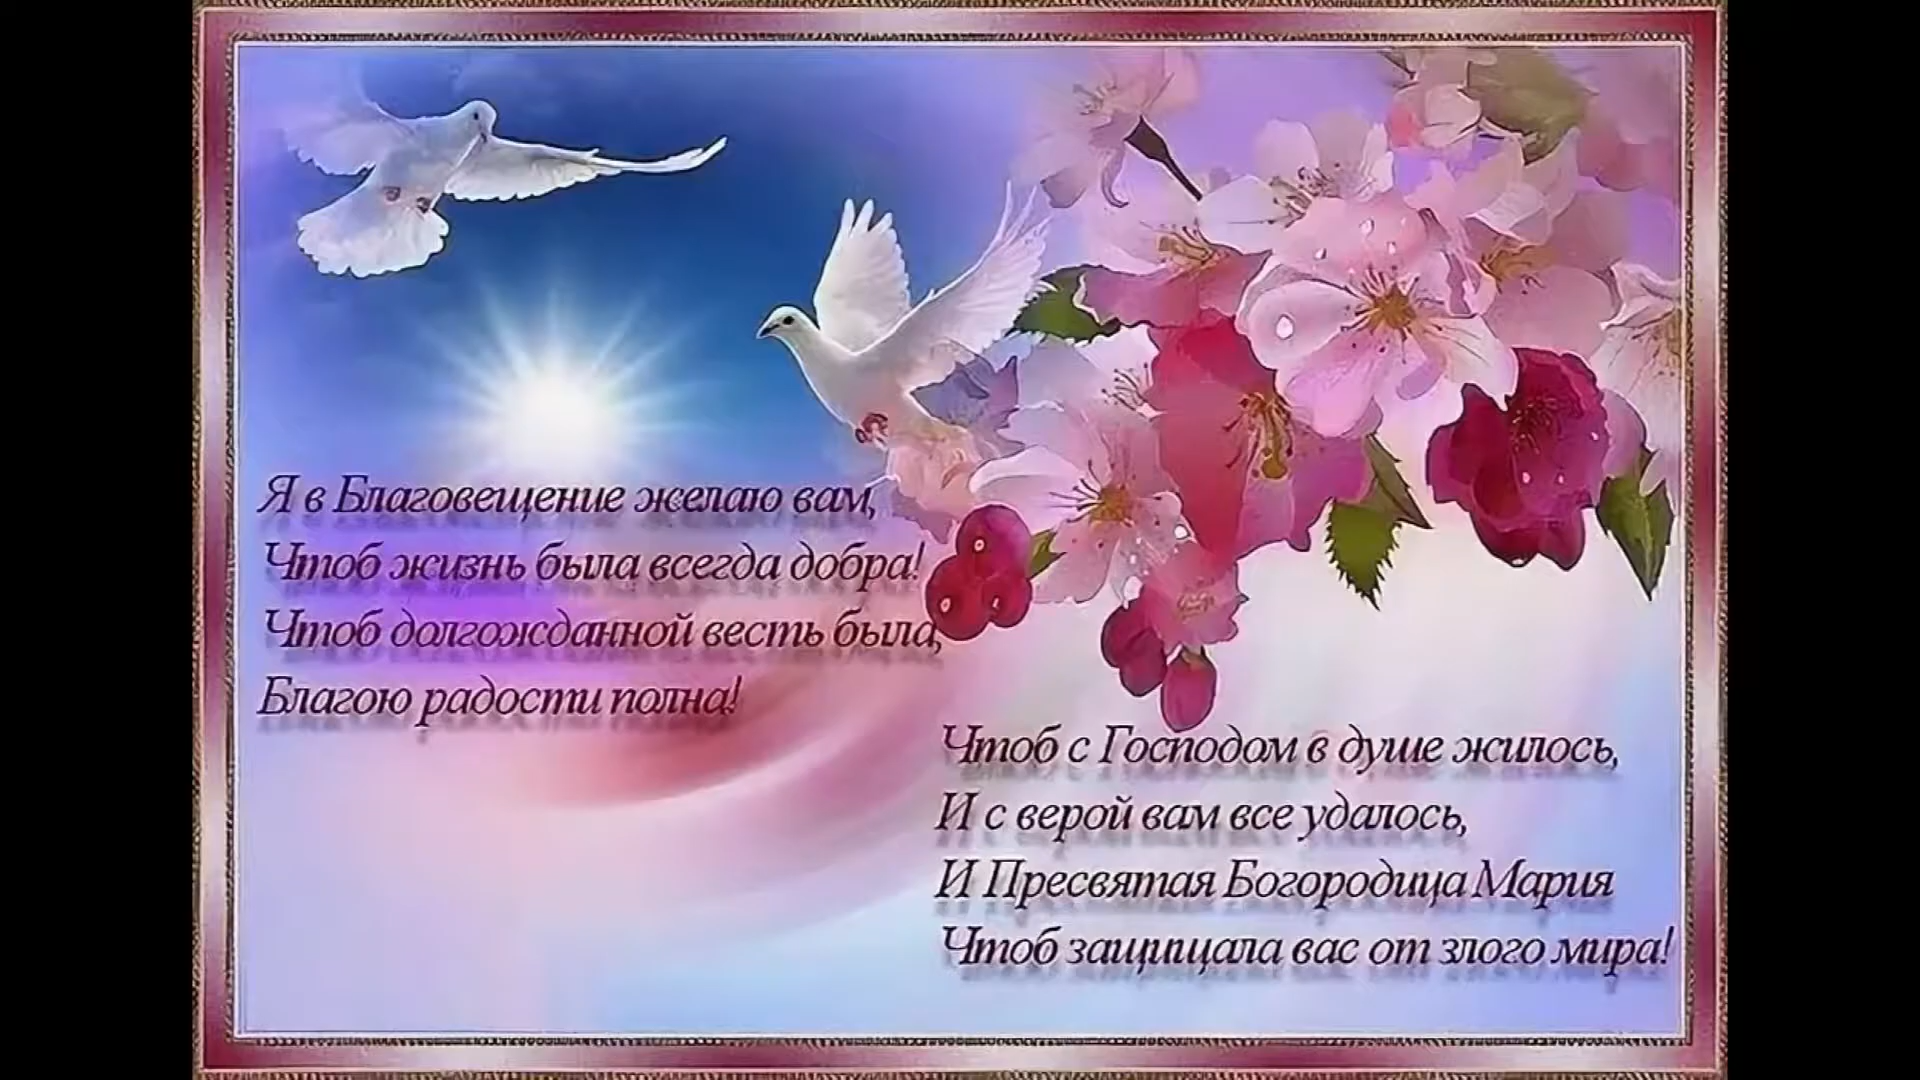 Я в Благовещение желаю вам,
Чтоб жизнь была всегда добра!
Чтоб долгожданной весть была,
Благою радости полна!
Чтоб с Господом в душе жилось,
И с верой вам все удалось,
И Пресвятая Богородица Мария
Чтоб защищала вас от злого мира!